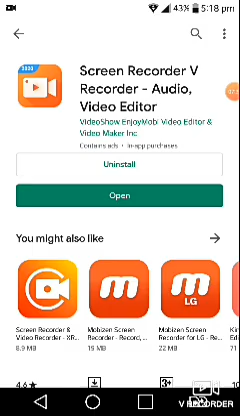 43% 5:18 pm
Screen Recorder V
Recorder - Audio,
Video Editor
VideoShow EnjoyMobi Video Editor &
Video Maker Inc
Contains ads • In-app purchases
Uninstall
Open
You might also like
Screen Recorder & Mobizen Screen Mobizen Screen
Video Recorder - XR... Recorder - Record, ... Recorder for LG - Re...
8.9 MB 19 MB 22 MB
LG
4.6★ 3+
V RECORDER